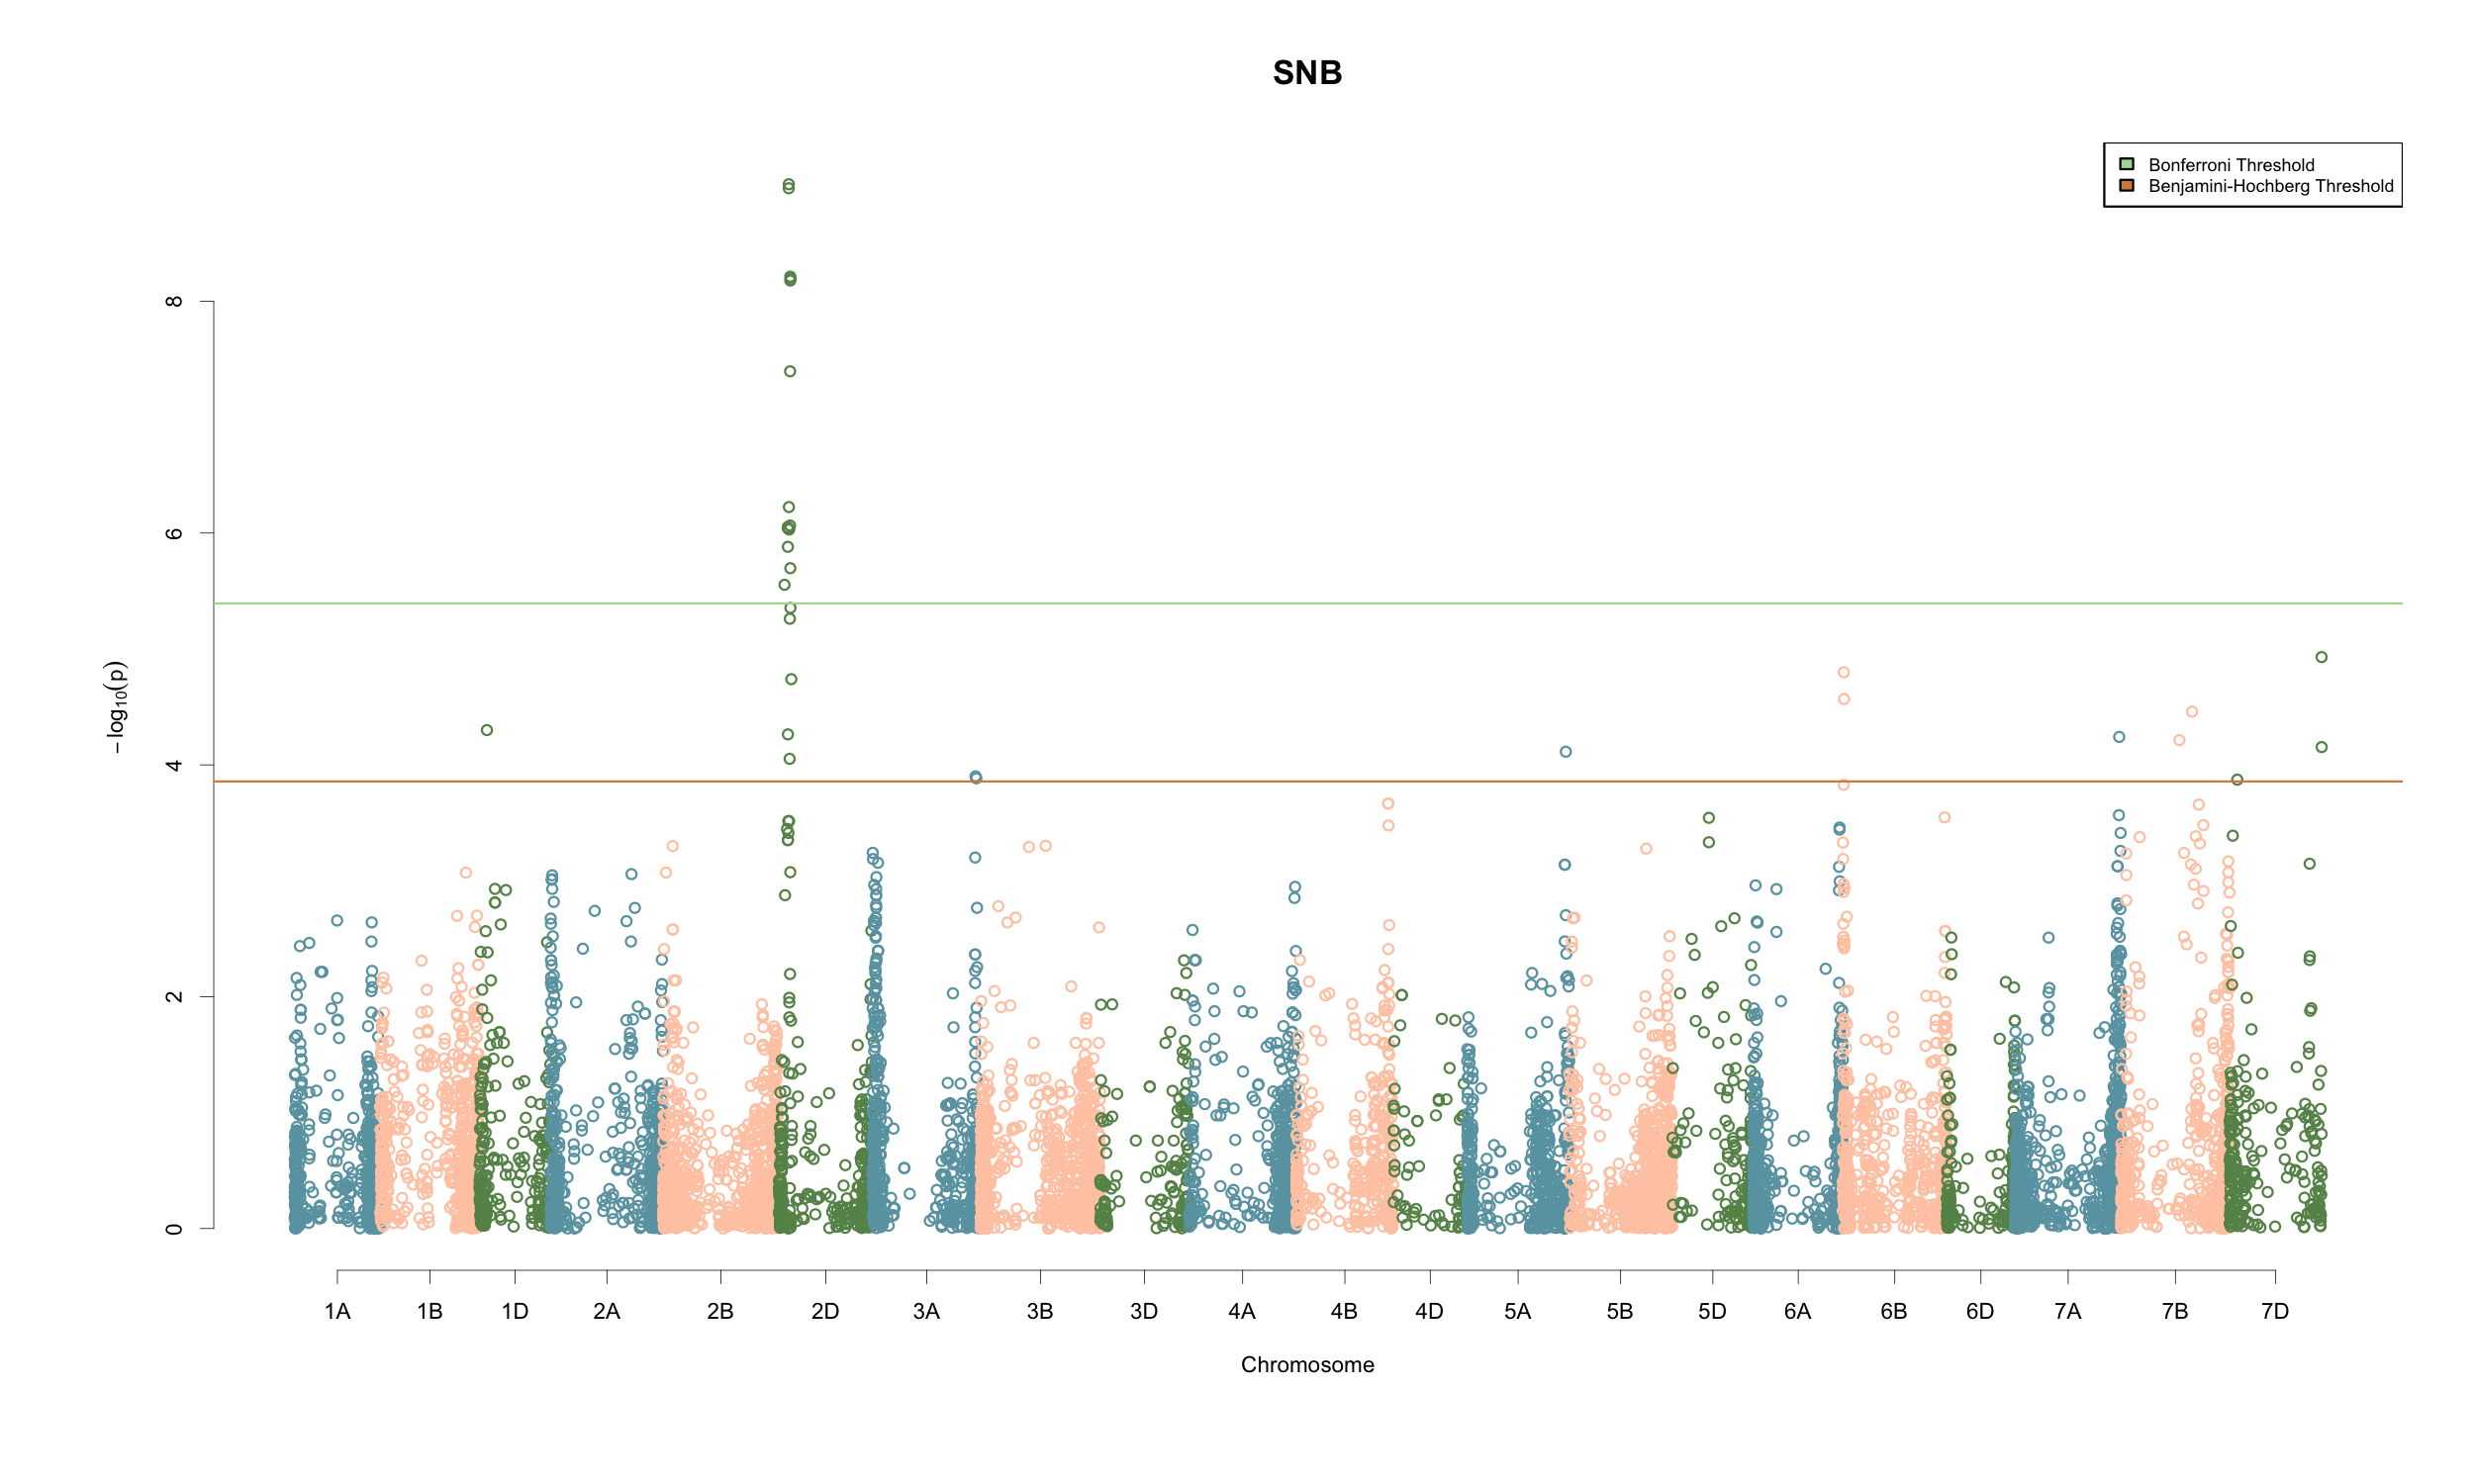 SNB
Bonferroni Threshold
Benjamini-Hochberg Threshold
8
6
4
2
0
−log10(p)
1A 1B 1D 2A 2B 2D 3A 3B 3D 4A 4B 4D 5A 5B 5D 6A 6B 6D 7A 7B 7D
Chromosome